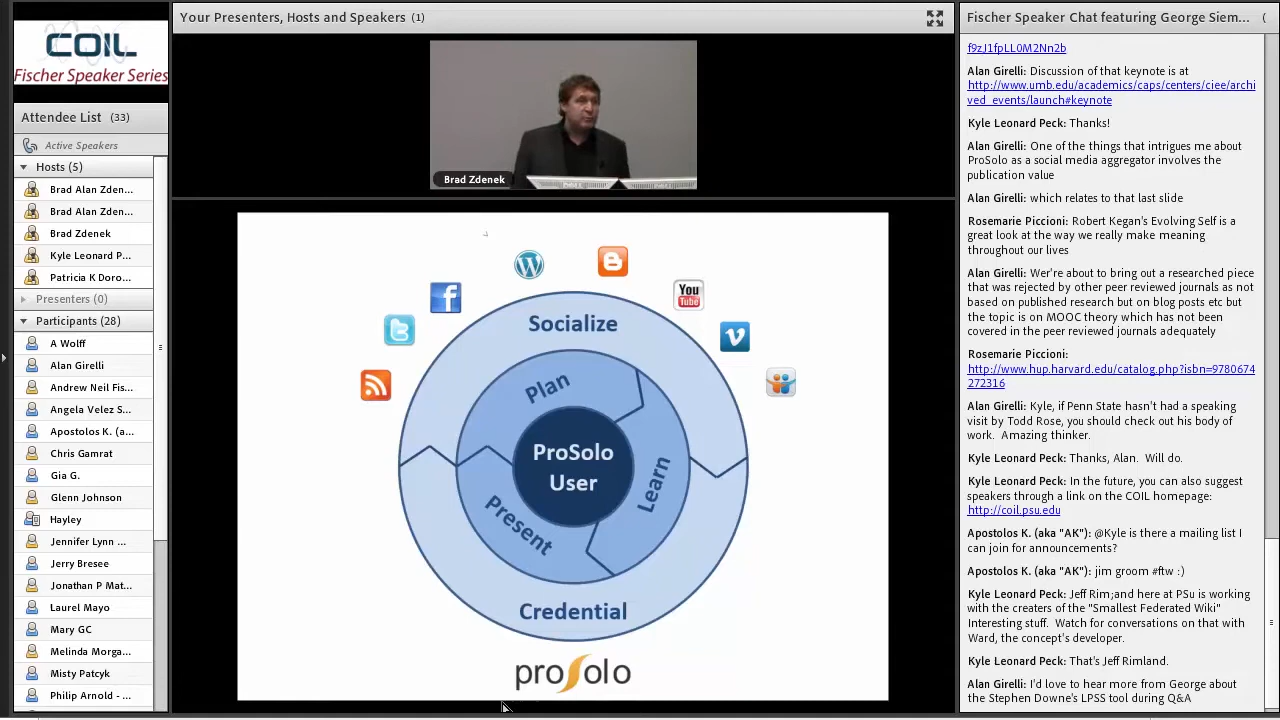 COIL
Fischer Speaker Series
Attendee List (33)
Active Speakers
Hosts (5)
Brad Alan Zden...
Brad Alan Zden...
Brad Zdenek
Kyle Leonard P...
Patricia K Doro...
Presenters (0)
Participants (28)
A Wolff
Alan Girelli
Andrew Neil Fis...
Angela Velez S...
Apostolos K. (a...
Chris Gamrat
Gia G.
Glenn Johnson
Hayley
Jennifer Lynn ...
Jerry Bresee
Jonathan P Mat...
Laurel Mayo
Mary GC
Melinda Morga...
Misty Patcyk
Philip Arnold - ...
Your Presenters, Hosts and Speakers (1)
Brad Zdenek
You
Tube
Socialize
Plan
ProSolo
User
Learn
Present
Credential
proSolo
Fischer Speaker Chat featuring George Siem...
f9zJ1fpLL0M2Nn2b
Alan Girelli: Discussion of that keynote is at
http://www.umb.edu/academics/caps/centers/ciee/archi
ved_events/launch#keynote
Kyle Leonard Peck: Thanks!
Alan Girelli: One of the things that intrigues me about
ProSolo as a social media aggregator involves the
publication value
Alan Girelli: which relates to that last slide
Rosemarie Piccioni: Robert Kegan's Evolving Self is a
great look at the way we really make meaning
throughout our lives
Alan Girelli: Wer're about to bring out a researched piece
that was rejected by other peer reviewed journals as not
based on published research but on blog posts etc but
the topic is on MOOC theory which has not been
covered in the peer reviewed journals adequately
Rosemarie Piccioni:
http://www.hup.harvard.edu/catalog.php?isbn=9780674
272316
Alan Girelli: Kyle, if Penn State hasn't had a speaking
visit by Todd Rose, you should check out his body of
work.  Amazing thinker.
Kyle Leonard Peck: Thanks, Alan.  Will do.
Kyle Leonard Peck: In the future, you can also suggest
speakers through a link on the COIL homepage:
http://coil.psu.edu
Apostolos K. (aka "AK"): @Kyle is there a mailing list I
can join for announcements?
Apostolos K. (aka "AK"): jim groom #ftw :)
Kyle Leonard Peck: Jeff Rim;and here at PSu is working
with the creators of the "Smallest Federated Wiki"
Interesting stuff.  Watch for conversations on that with
Ward, the concept's developer.
Kyle Leonard Peck: That's Jeff Rimland.
Alan Girelli: I'd love to hear more from George about
the Stephen Downe's LPSS tool during Q&A